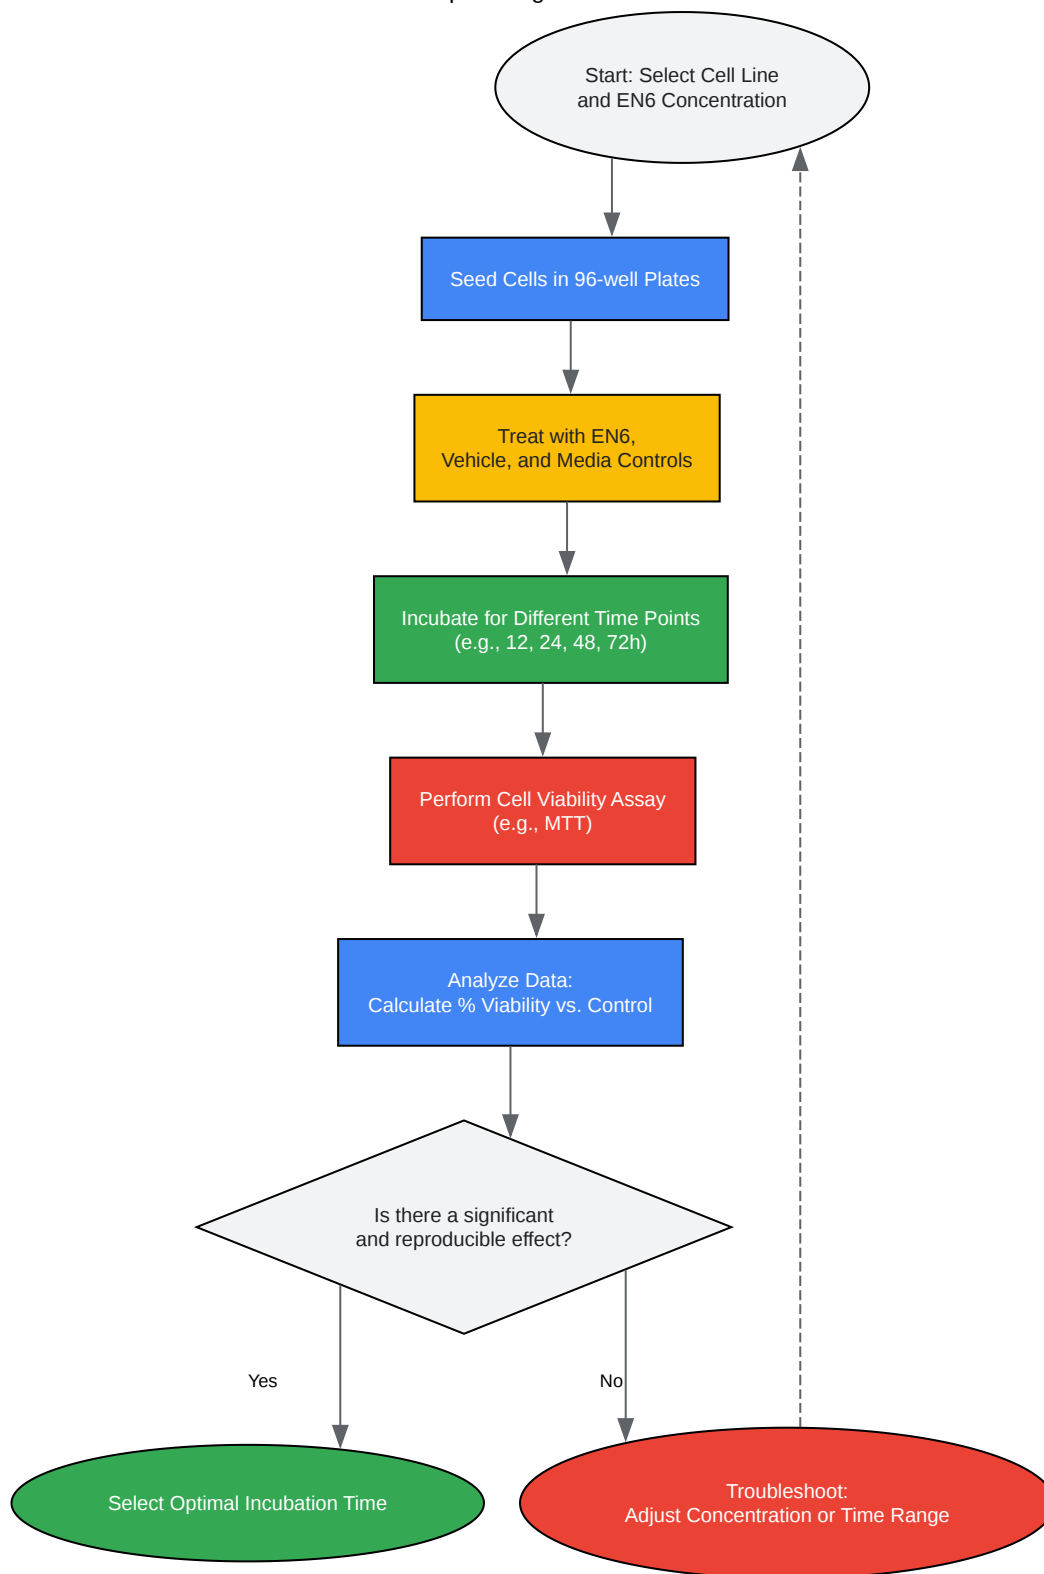 Start: Select Cell Line
and EN6 Concentration
Seed Cells in 96-well Plates
Treat with EN6,
Vehicle, and Media Controls
Incubate for Different Time Points
(e.g., 12, 24, 48, 72h)
Perform Cell Viability Assay
(e.g., MTT)
Analyze Data:
Calculate % Viability vs. Control
Is there a significant
and reproducible effect?
Yes
No
Select Optimal Incubation Time
Troubleshoot:
Adjust Concentration or Time Range